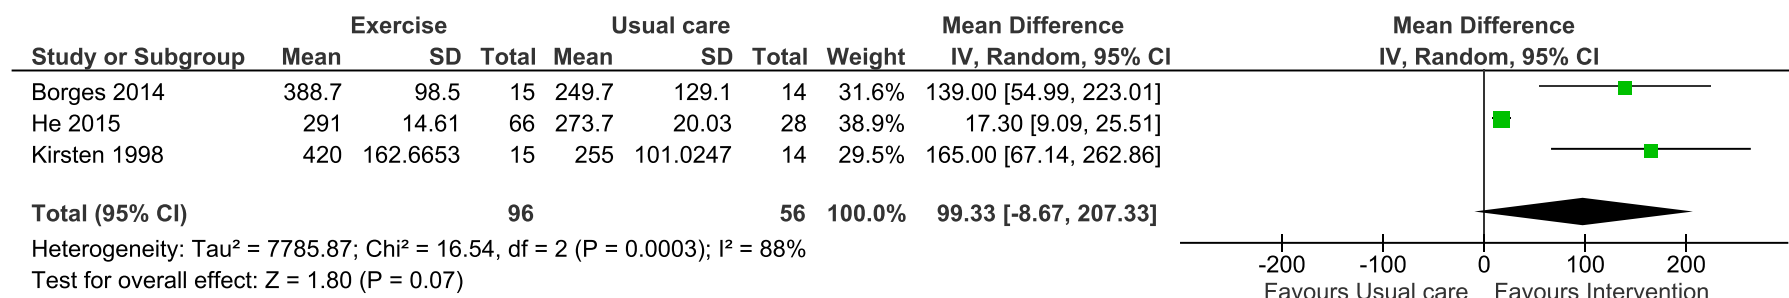 Exercise Usual care Mean Difference Mean Difference
Study or Subgroup Mean SD Total Mean SD Total Weight IV, Random, 95% CI IV, Random, 95% CI
Borges 2014 388.7 98.5 15 249.7 129.1 14 31.6% 139.00 [54.99, 223.01]
He 2015 291 14.61 66 273.7 20.03 28 38.9% 17.30 [9.09, 25.51]
Kirsten 1998 420 162.6653 15 255 101.0247 14 29.5% 165.00 [67.14, 262.86]
Total (95% CI) 96 56 100.0% 99.33 [-8.67, 207.33]
Heterogeneity: Tau² = 7785.87; Chi² = 16.54, df = 2 (P = 0.0003); I² = 88%
Test for overall effect: Z = 1.80 (P = 0.07)
-200 -100 0 100 200
Favours Usual care Favours Intervention